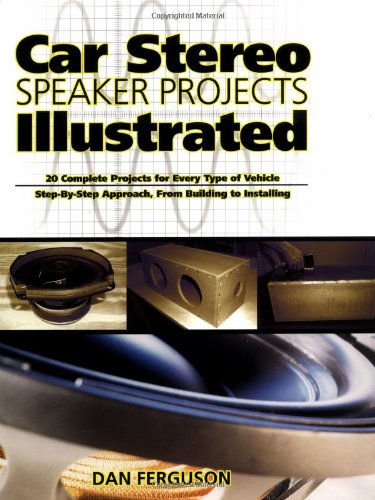 Copyrighted Material
Car Stereo
SPEAKER PROJECTS
Illustrated
20 Complete Projects for Every Type of Vehicle
Step-By-Step Approach, From Building to Installing
DAN FERGUSON